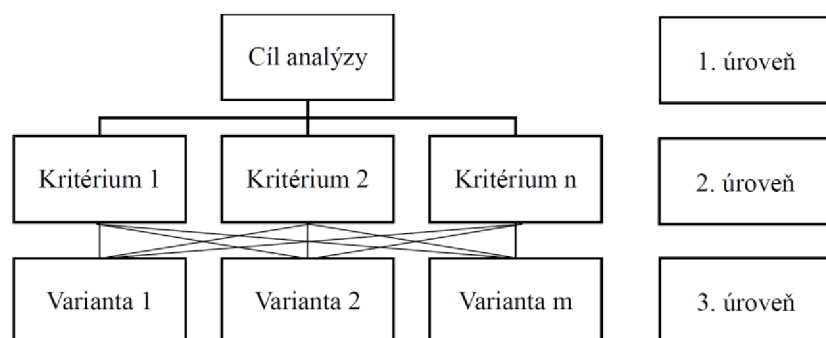 Cíl analýzy
1. úroveň
Kritérium 1
Kritérium 2
Kritérium n
2. úroveň
Varianta 1
Varianta 2
Varianta m
3. úroveň